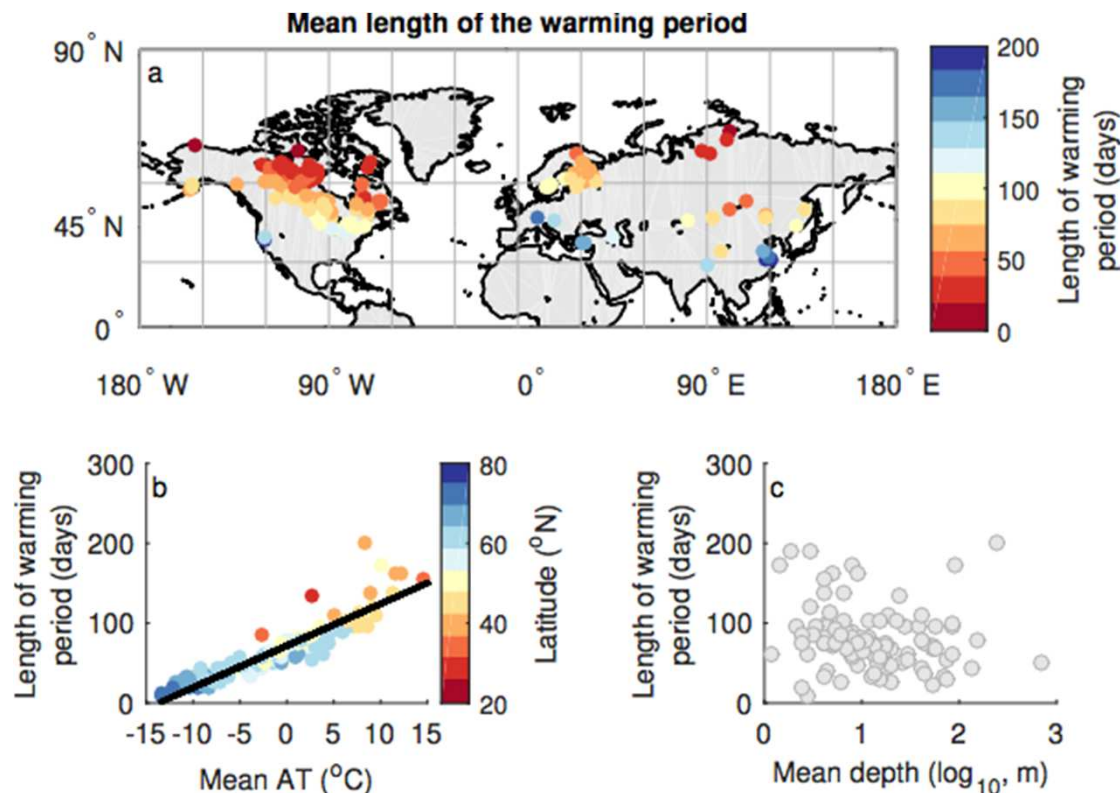 Mean length of the warming period
a
90° N
45° N
0°
180° W 90° W 0° 90° E 180° E
200
150
100
50
0
Length of warming
period (days)
b
Length of warming
period (days)
300
200
100
0
-15 -10 -5 0 5 10 15
Mean AT (°C)
80
60
40
20
Latitude (°N)
c
Length of warming
period (days)
300
200
100
0
0 1 2 3
Mean depth (log10, m)